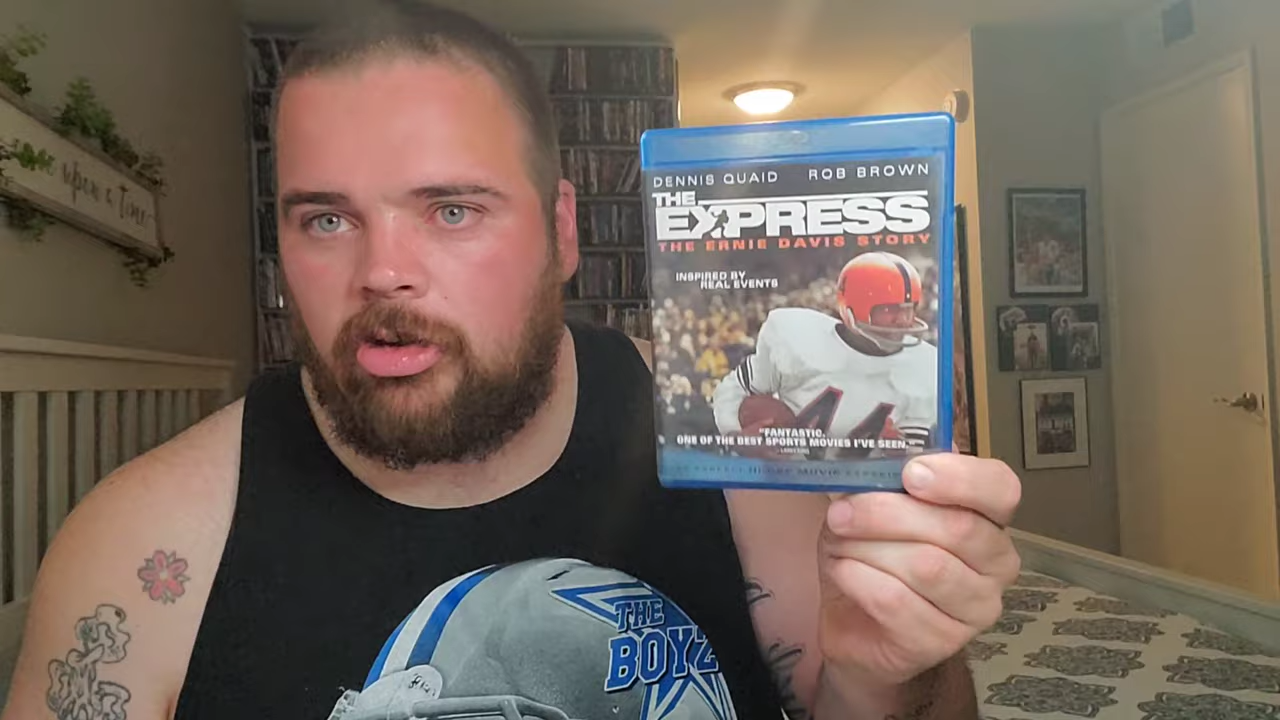 upon a time
DENNIS QUAID ROB BROWN
THE
EXPRESS
THE ERNIE DAVIS STORY
INSPIRED BY
REAL EVENTS
44
"FANTASTIC.
ONE OF THE BEST SPORTS MOVIES I'VE SEEN."
THE
BOYZ